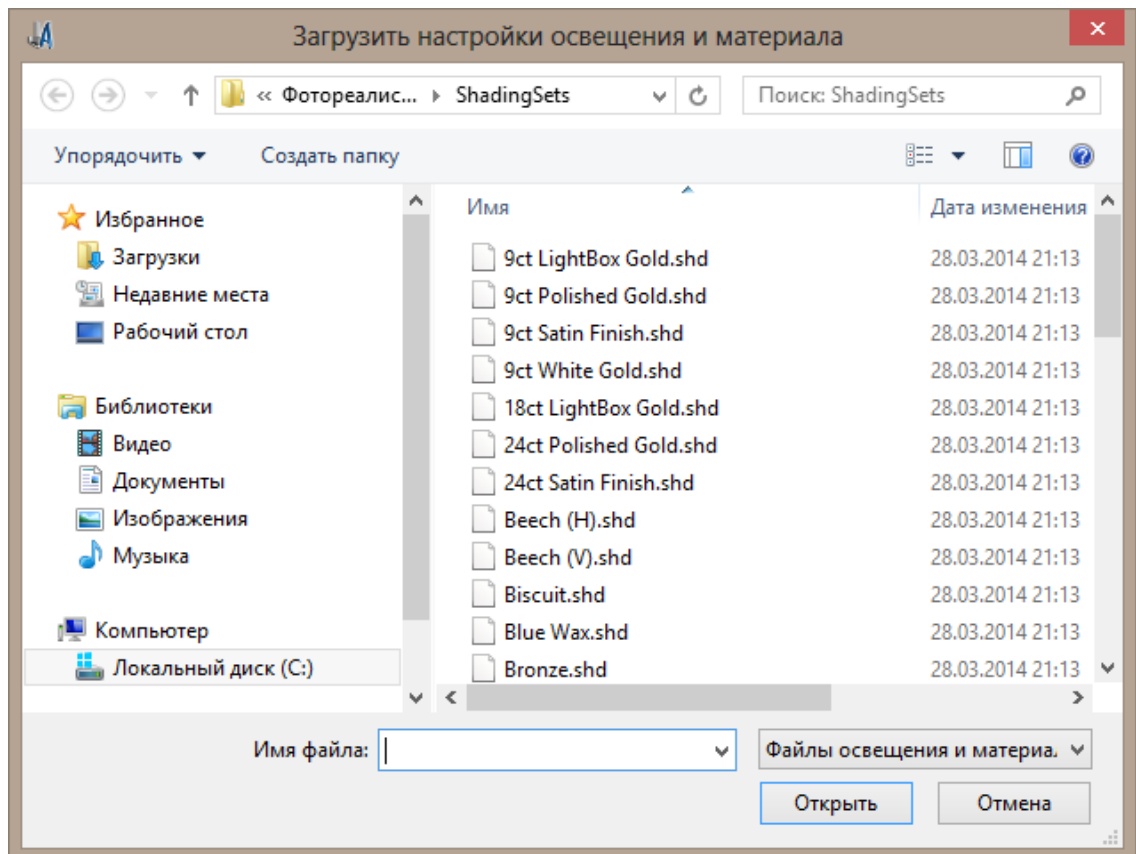 Загрузить настройки освещения и материала
« Фотореалис... ShadingSets
Поиск: ShadingSets
Упорядочить
Создать папку
Избранное
Загрузки
Недавние места
Рабочий стол
Библиотеки
Видео
Документы
Изображения
Музыка
Компьютер
Локальный диск (C:)
Имя Дата изменения
9ct LightBox Gold.shd 28.03.2014 21:13
9ct Polished Gold.shd 28.03.2014 21:13
9ct Satin Finish.shd 28.03.2014 21:13
9ct White Gold.shd 28.03.2014 21:13
18ct LightBox Gold.shd 28.03.2014 21:13
24ct Polished Gold.shd 28.03.2014 21:13
24ct Satin Finish.shd 28.03.2014 21:13
Beech (H).shd 28.03.2014 21:13
Beech (V).shd 28.03.2014 21:13
Biscuit.shd 28.03.2014 21:13
Blue Wax.shd 28.03.2014 21:13
Bronze.shd 28.03.2014 21:13
Имя файла:
Файлы освещения и материа.
Открыть
Отмена